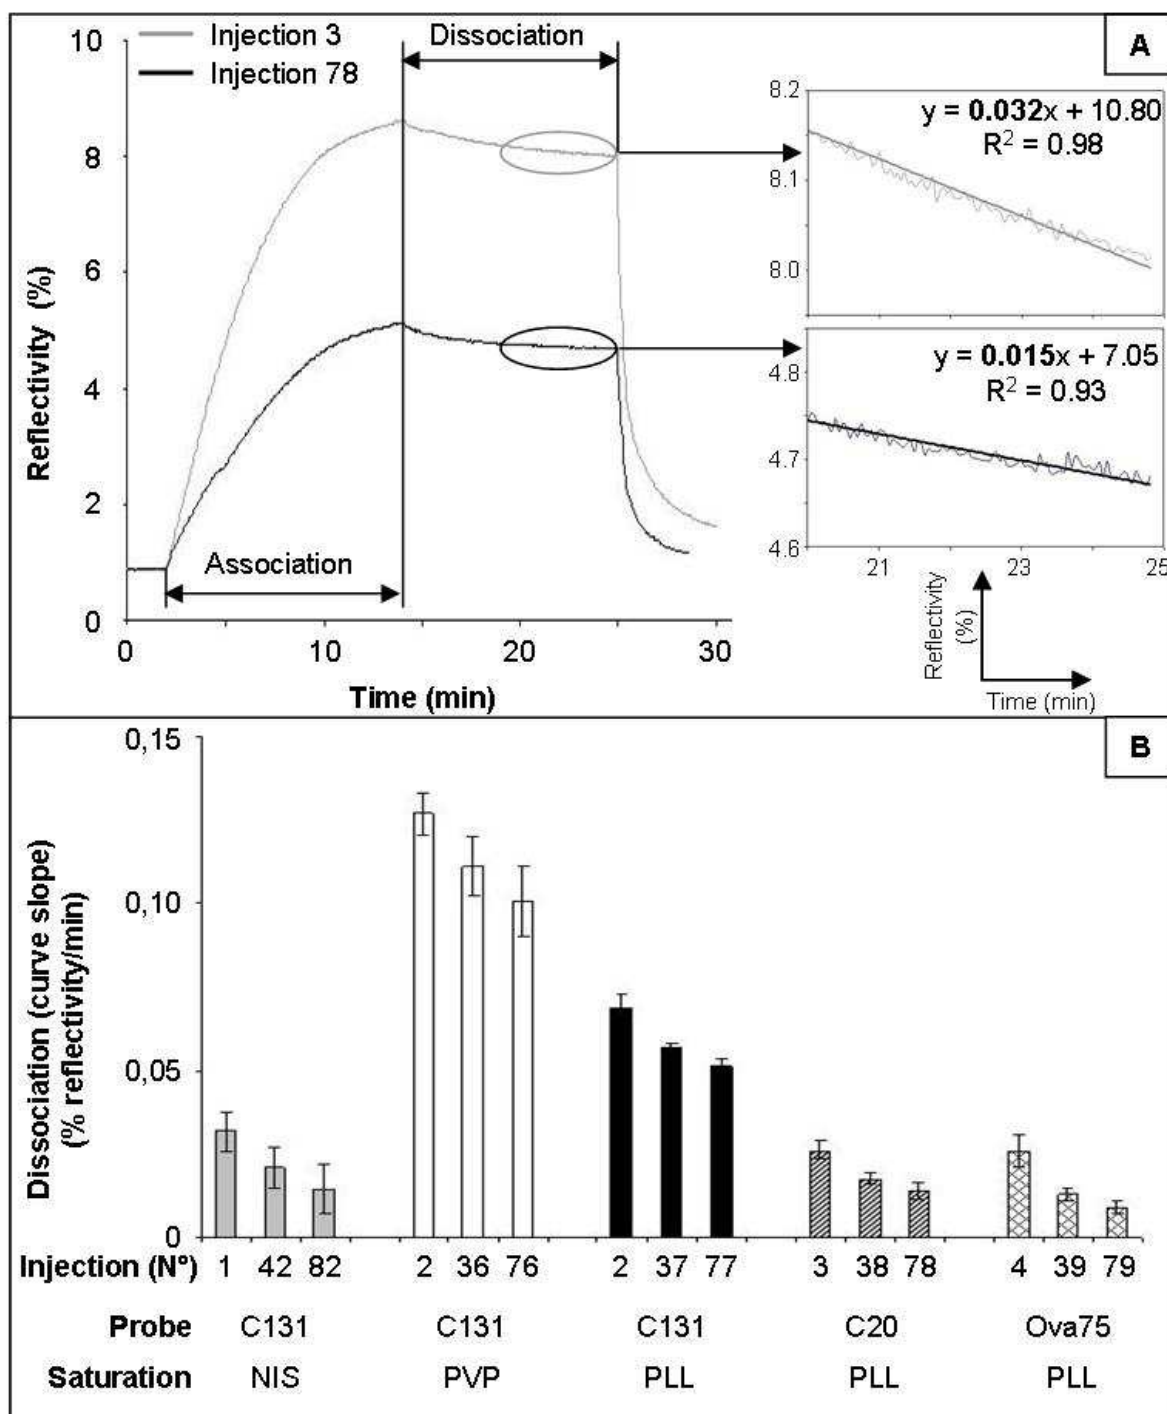 A
Injection 3
Injection 78
Dissociation
Association
10
8
6
4
2
0
Reflectivity (%)
0
10
20
30
Time (min)
8.2
8.1
8.0
y = 0.032x + 10.80
R² = 0.98
4.8
4.7
4.6
y = 0.015x + 7.05
R² = 0.93
21
23
25
Reflectivity
(%)
Time (min)
B
0,15
0,10
0,05
0
Dissociation (curve slope)
(% reflectivity/min)
Injection (N°) 1 42 82 2 36 76 2 37 77 3 38 78 4 39 79
Probe C131 C131 C131 C20 Ova75
Saturation NIS PVP PLL PLL PLL